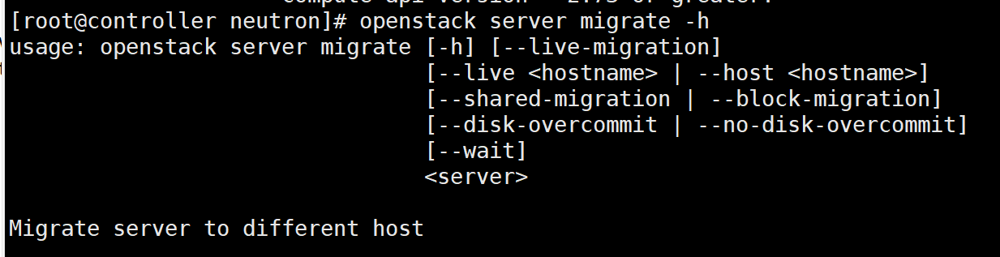 [root@controller neutron]# openstack server migrate -h
usage: openstack server migrate [-h] [--live-migration]
[--live <hostname> | --host <hostname>]
[--shared-migration | --block-migration]
[--disk-overcommit | --no-disk-overcommit]
[--wait]
<server>
Migrate server to different host